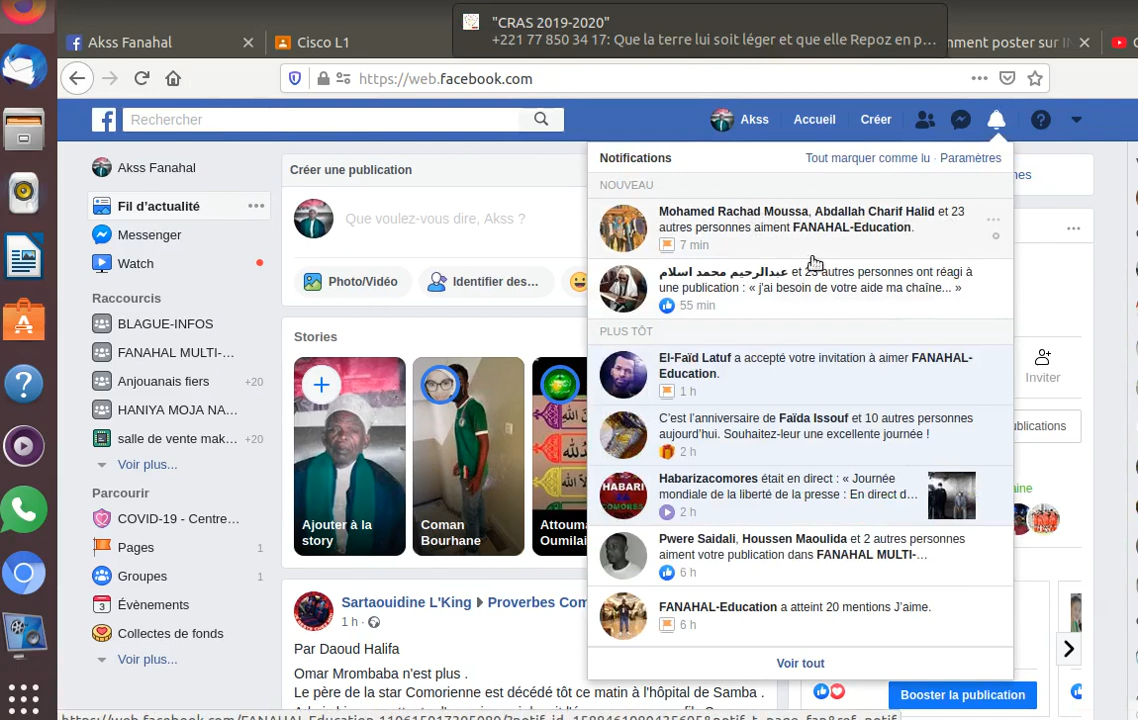 "CRAS 2019-2020"
+221 77 850 34 17: Que la terre lui soit léger et que elle Repoz en p...
Akss Fanahal
Cisco L1
mment poster sur IN
https://web.facebook.com
Rechercher
Akss
Accueil
Créer
Akss Fanahal
Fil d'actualité
Messenger
Watch
Raccourcis
BLAGUE-INFOS
FANAHAL MULTI-...
Anjouanais fiers +20
HANIYA MOJA NA...
salle de vente mak... +20
Voir plus...
Parcourir
COVID-19 - Centre...
Pages 1
Groupes 1
Évènements
Collectes de fonds
Voir plus...
Créer une publication
Que voulez-vous dire, Akss ?
Photo/Vidéo
Identifier des...
Stories
Ajouter à la
story
Coman
Bourhane
Attoum
Oumilai
Sartaouidine L'King Proverbes Com
1 h
Par Daoud Halifa
Omar Mrombaba n'est plus .
Le père de la star Comorienne est décédé tôt ce matin à l'hôpital de Samba .
Notifications
Tout marquer comme lu · Paramètres
NOUVEAU
Mohamed Rachad Moussa, Abdallah Charif Halid et 23
autres personnes aiment FANAHAL-Education.
7 min
عبدالرحيم محمد اسلام et 23 autres personnes ont réagi à
une publication : « j'ai besoin de votre aide ma chaîne... »
55 min
PLUS TÔT
El-Faïd Latuf a accepté votre invitation à aimer FANAHAL-
Education.
1 h
C'est l'anniversaire de Faïda Issouf et 10 autres personnes
aujourd'hui. Souhaitez-leur une excellente journée !
2 h
HABARI
Habarizacomores était en direct : « Journée
mondiale de la liberté de la presse : En direct d...
2 h
Pwere Saidali, Houssen Maoulida et 2 autres personnes
aiment votre publication dans FANAHAL MULTI-...
6 h
FANAHAL-Education a atteint 20 mentions J'aime.
6 h
Voir tout
nes
Inviter
ublications
aine
Booster la publication